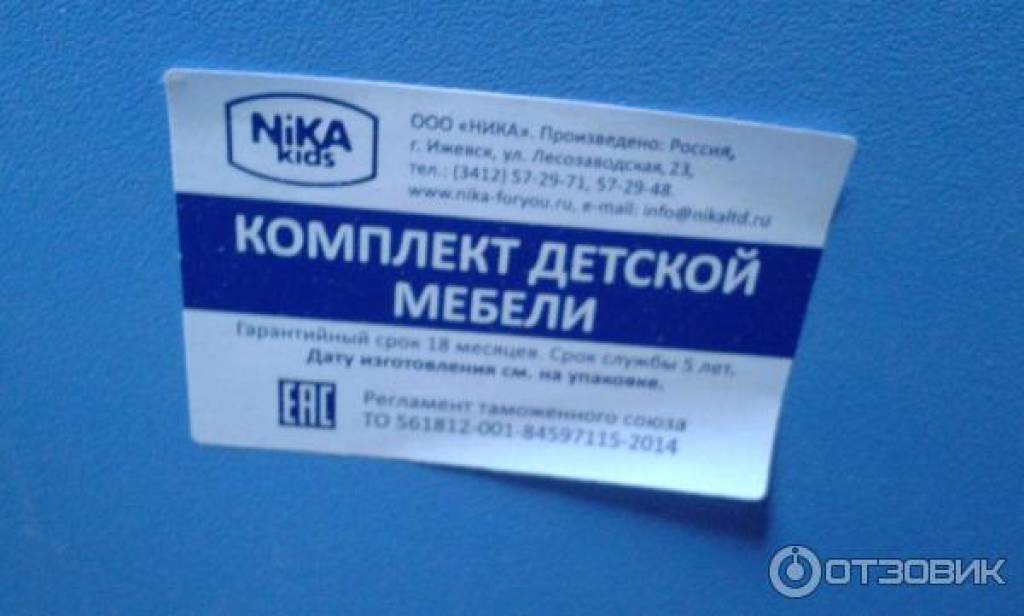 NiKA
kids
ООО «НИКА». Произведено: Россия,
г. Ижевск, ул. Лесозаводская, 23,
тел.: (3412) 57-29-71, 57-29-48.
www.nika-foryou.ru, e-mail: info@nikaltd.ru
КОМПЛЕКТ ДЕТСКОЙ
МЕБЕЛИ
Гарантийный срок 18 месяцев. Срок службы 5 лет.
Дату изготовления см. на упаковке.
EAC
Регламент таможенного союза
ТО 561812-001-84597115-2014
ОТЗОВИК